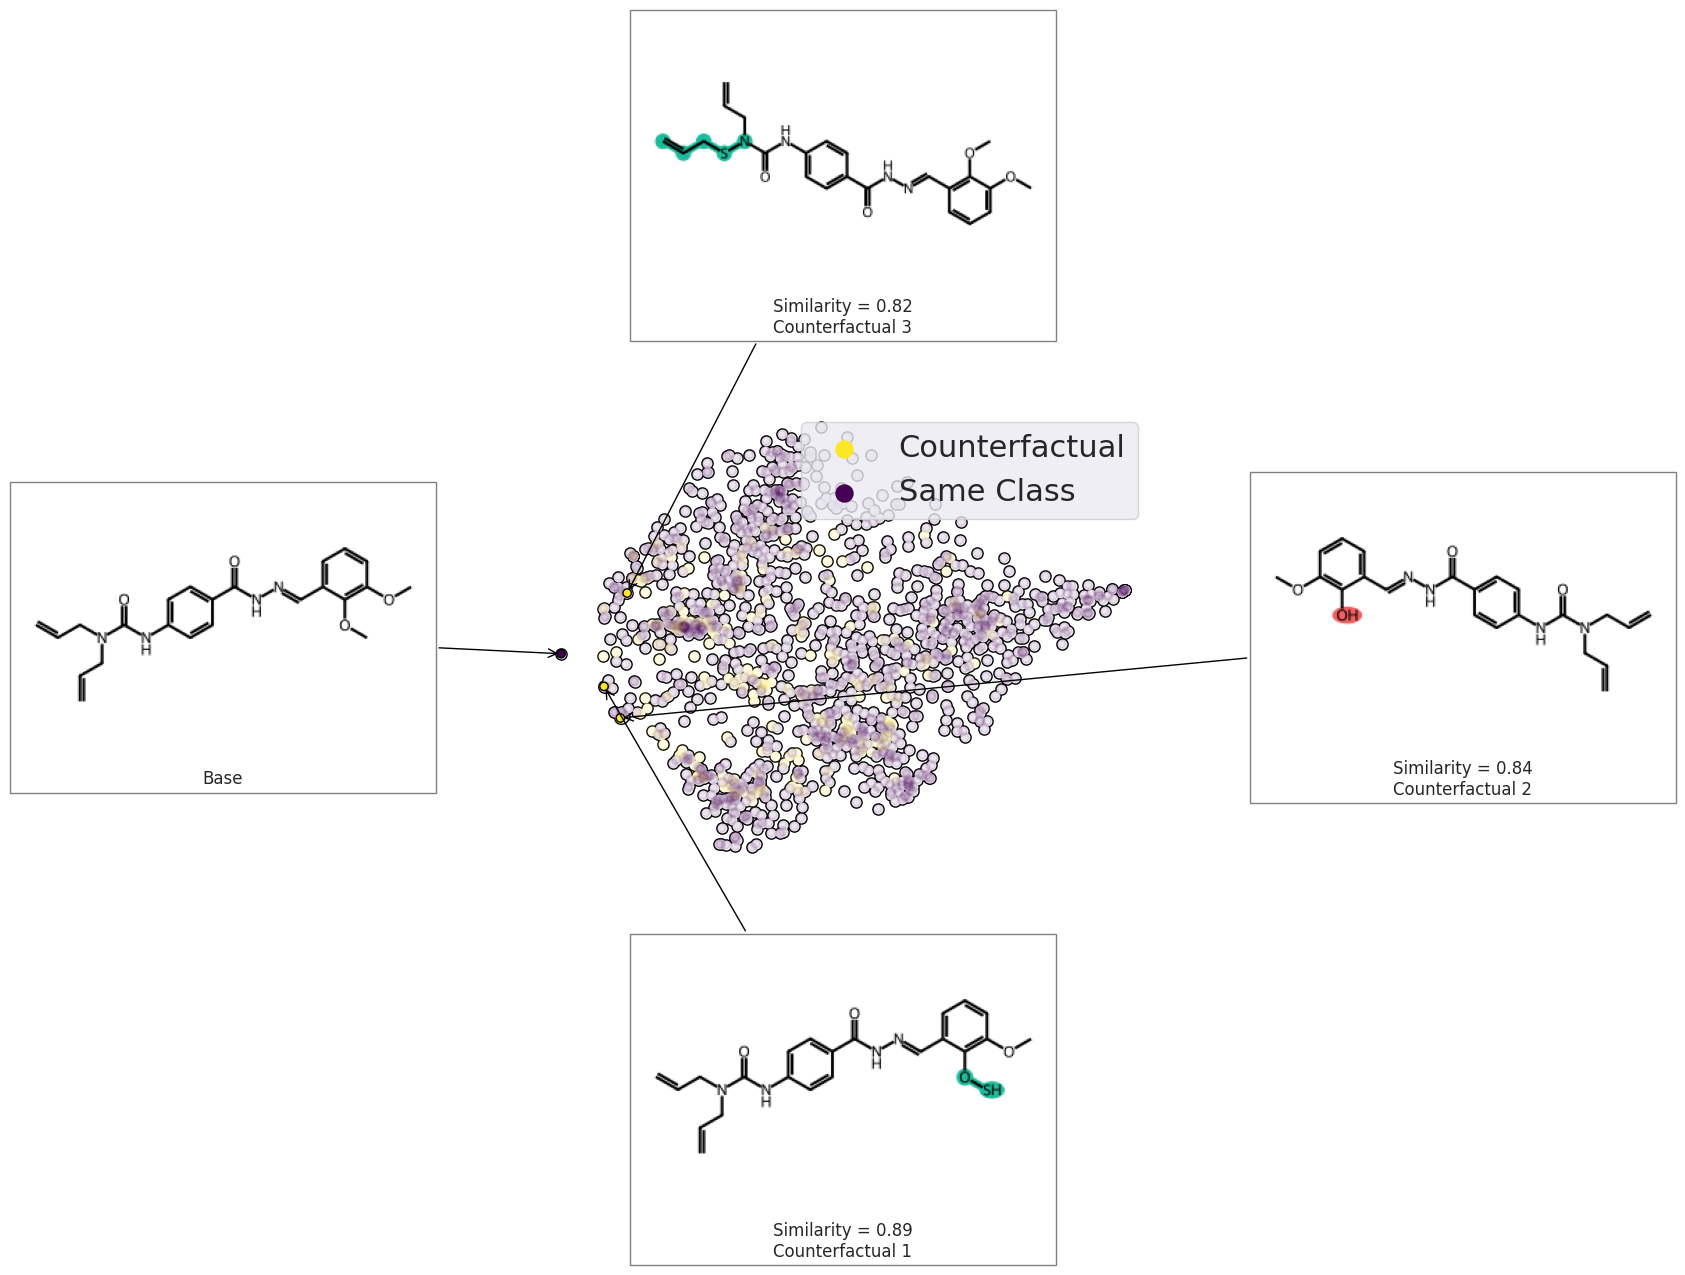 N
S
N
H
O
H
N
N
O
O
O
Similarity = 0.82
Counterfactual 3
Counterfactual
Same Class
O
N
H
N
O
N
N
H
O
O
Base
O
OH
N
N
H
O
O
N
H
N
Similarity = 0.84
Counterfactual 2
O
N
H
N
O
N
N
H
O
O
SH
Similarity = 0.89
Counterfactual 1